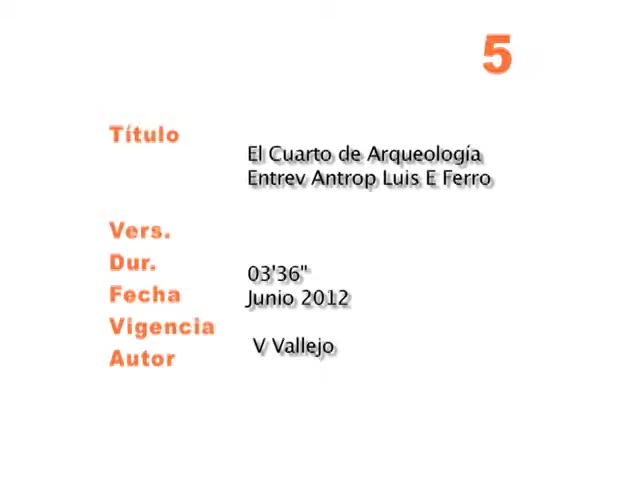 5
Título
El Cuarto de Arqueología
Entrev Antrop Luis E Ferro
Vers.
Dur.
03'36"
Fecha
Junio 2012
Vigencia
Autor
V Vallejo